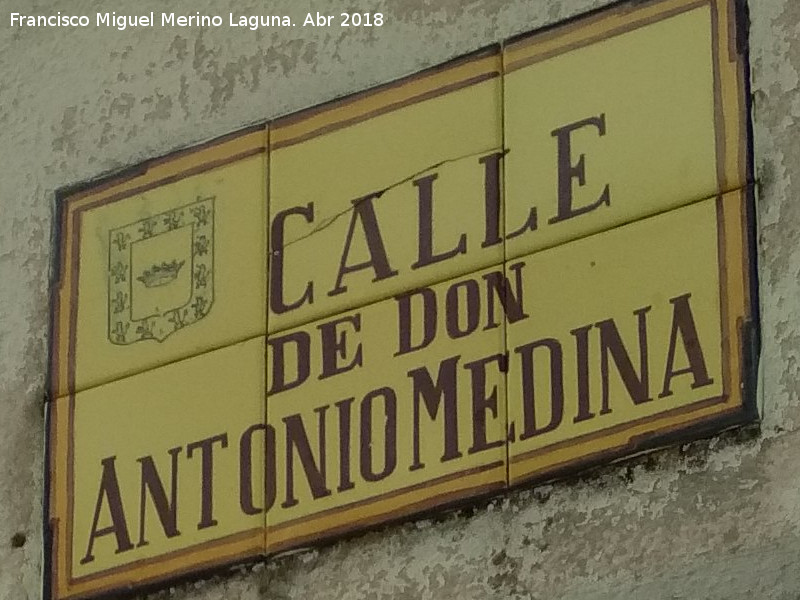 Francisco Miguel Merino Laguna. Abr 2018
CALLE
DE DON
ANTONIO MEDINA